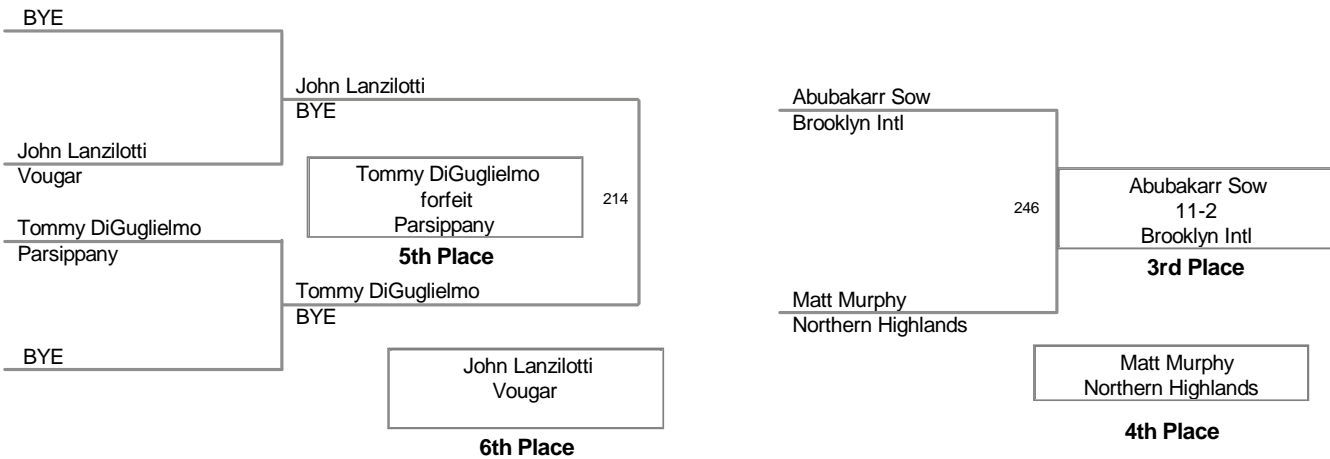 BYE
John Lanzilotti
BYE
John Lanzilotti
Vougar
Tommy DiGuglielmo
forfeit
Parsippany
5th Place
214
Tommy DiGuglielmo
Parsippany
Tommy DiGuglielmo
BYE
BYE
John Lanzilotti
Vougar
6th Place
Abubakarr Sow
Brooklyn Intl
246
Abubakarr Sow
11-2
Brooklyn Intl
3rd Place
Matt Murphy
Northern Highlands
Matt Murphy
Northern Highlands
4th Place